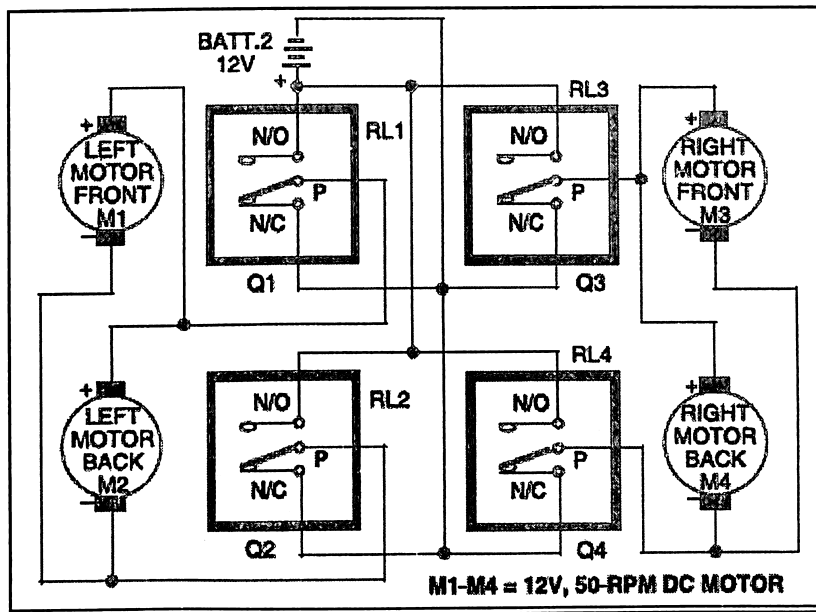 BATT.2
12V
+
RL1
RL3
N/O
P
N/C
Q1
N/O
P
N/C
Q3
+
LEFT
MOTOR
FRONT
M1
–
+
RIGHT
MOTOR
FRONT
M3
–
RL2
RL4
N/O
P
N/C
Q2
N/O
P
N/C
Q4
+
LEFT
MOTOR
BACK
M2
–
+
RIGHT
MOTOR
BACK
M4
–
M1-M4 = 12V, 50-RPM DC MOTOR